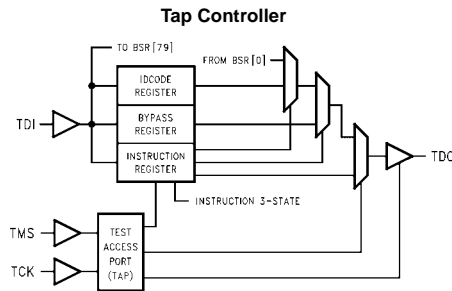 Tap Controller
TO BSR [79]
FROM BSR [0]
IDCODE
REGISTER
TDI
BYPASS
REGISTER
INSTRUCTION
REGISTER
TDO
INSTRUCTION 3-STATE
TMS
TEST
ACCESS
PORT
(TAP)
TCK